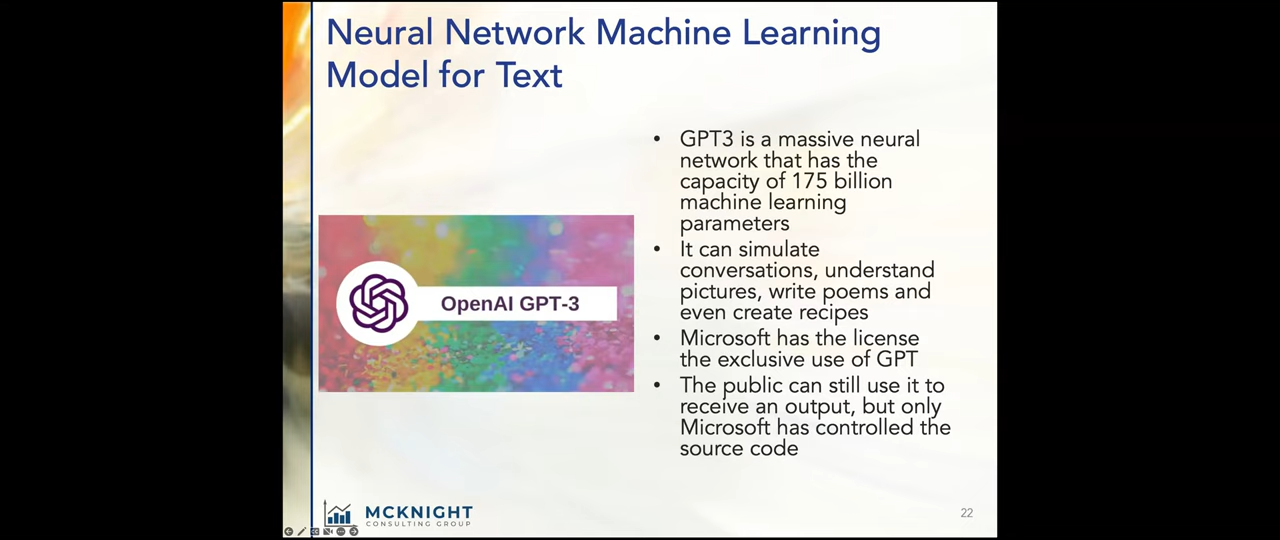 Neural Network Machine Learning
Model for Text
• GPT3 is a massive neural
network that has the
capacity of 175 billion
machine learning
parameters
• It can simulate
conversations, understand
pictures, write poems and
even create recipes
• Microsoft has the license
the exclusive use of GPT
• The public can still use it to
receive an output, but only
Microsoft has controlled the
source code
OpenAI GPT-3
MCKNIGHT
CONSULTING GROUP
22